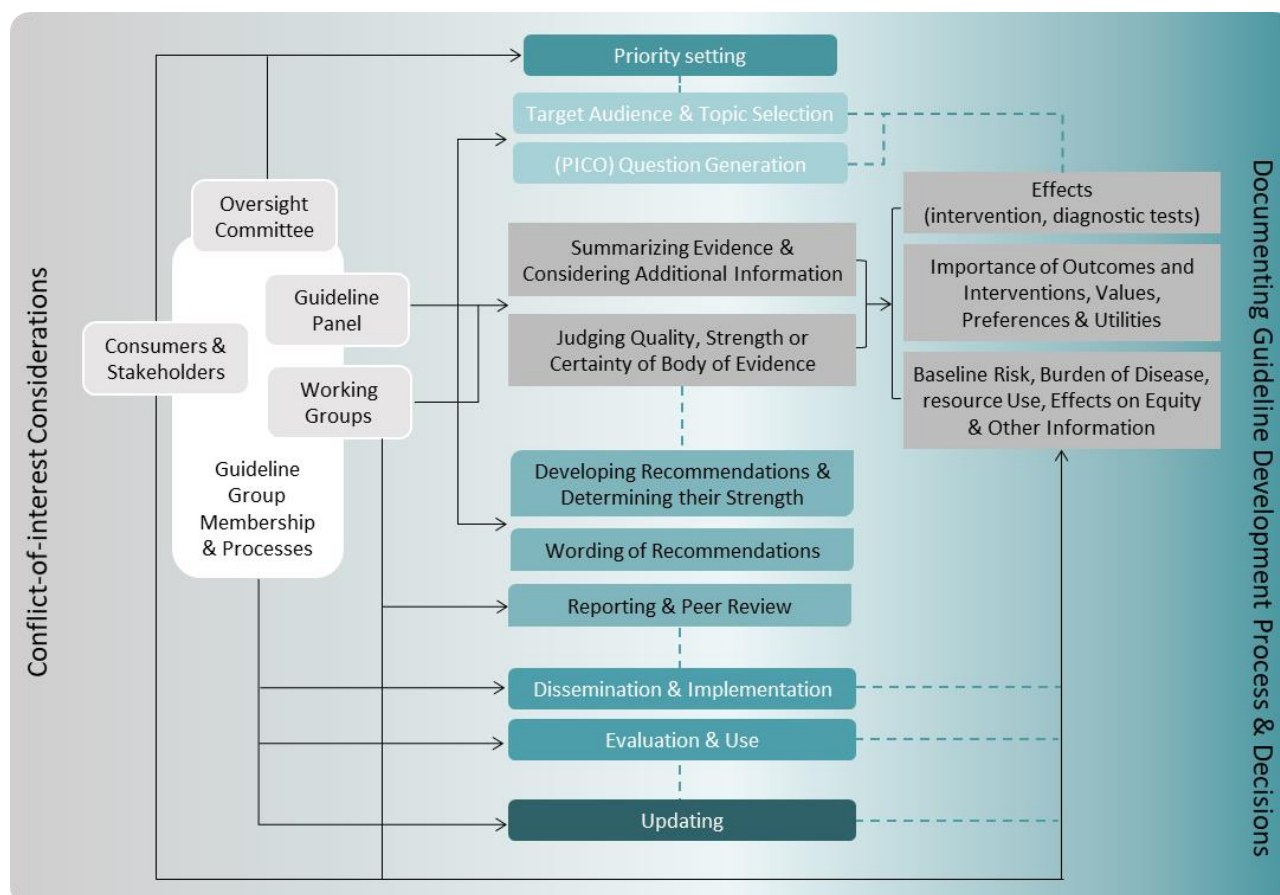 Conflict-of-interest Considerations
Oversight
Committee
Guideline
Panel
Consumers &
Stakeholders
Working
Groups
Guideline
Group
Membership
& Processes
Priority setting
Target Audience & Topic Selection
(PICO) Question Generation
Summarizing Evidence &
Considering Additional Information
Judging Quality, Strength or
Certainty of Body of Evidence
Developing Recommendations &
Determining their Strength
Wording of Recommendations
Reporting & Peer Review
Dissemination & Implementation
Evaluation & Use
Updating
Effects
(intervention, diagnostic tests)
Importance of Outcomes and
Interventions, Values,
Preferences & Utilities
Baseline Risk, Burden of Disease,
resource Use, Effects on Equity
& Other Information
Documenting Guideline Development Process & Decisions